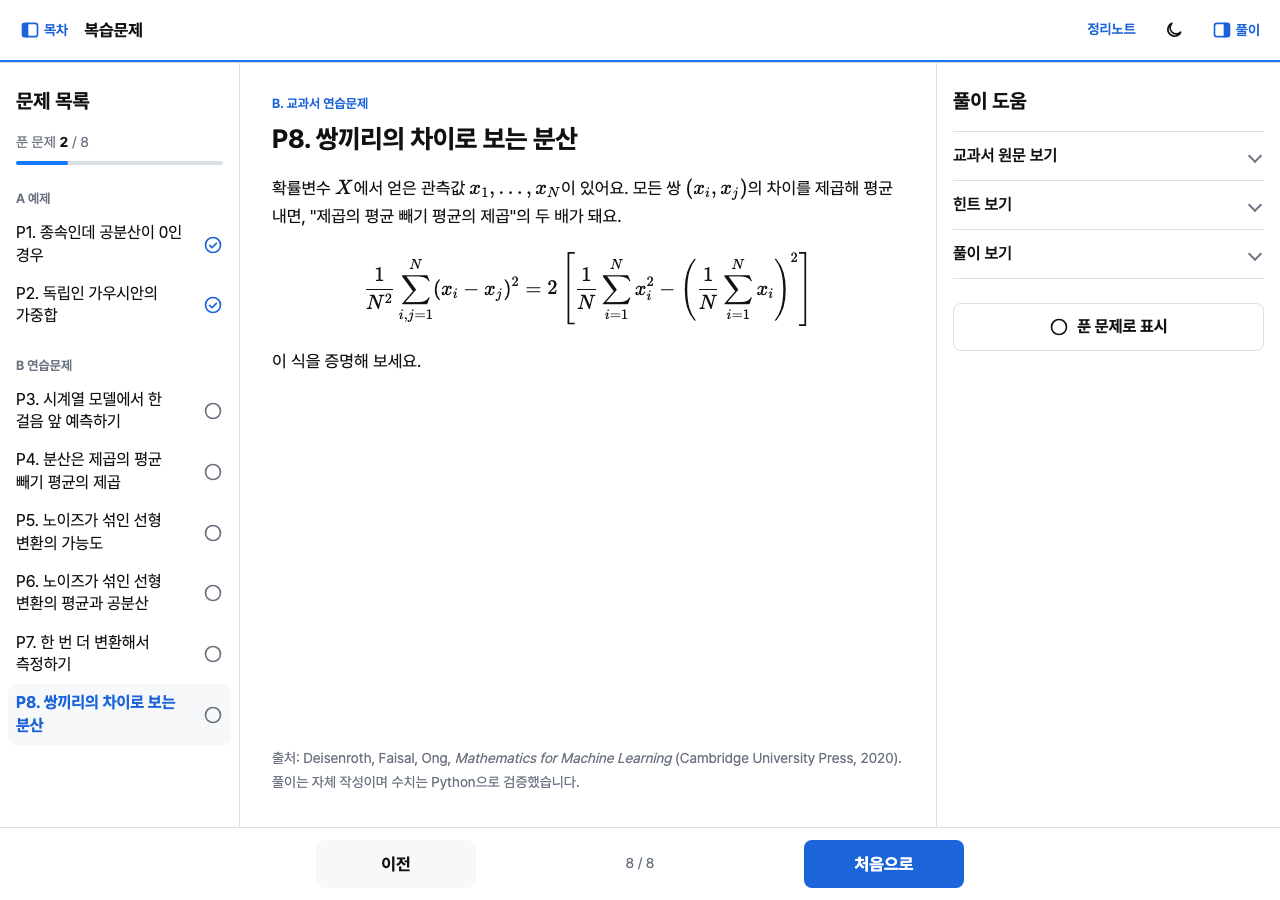 목차
복습문제
정리노트
풀이
문제 목록
푼 문제 2 / 8
A 예제
P1. 종속인데 공분산이 0인
경우
P2. 독립인 가우시안의
가중합
B 연습문제
P3. 시계열 모델에서 한
걸음 앞 예측하기
P4. 분산은 제곱의 평균
빼기 평균의 제곱
P5. 노이즈가 섞인 선형
변환의 가능도
P6. 노이즈가 섞인 선형
변환의 평균과 공분산
P7. 한 번 더 변환해서
측정하기
P8. 쌍끼리의 차이로 보는
분산
B. 교과서 연습문제
P8. 쌍끼리의 차이로 보는 분산
확률변수 X에서 얻은 관측값 x_1, . . . , x_N이 있어요. 모든 쌍 (x_i, x_j)의 차이를 제곱해 평균
내면, "제곱의 평균 빼기 평균의 제곱"의 두 배가 돼요.
\frac{1}{N^2} \sum_{i,j=1}^{N} (x_i - x_j)^2 = 2 \left[ \frac{1}{N} \sum_{i=1}^{N} x_i^2 - \left( \frac{1}{N} \sum_{i=1}^{N} x_i \right)^2 \right]
이 식을 증명해 보세요.
출처: Deisenroth, Faisal, Ong, Mathematics for Machine Learning (Cambridge University Press, 2020).
풀이는 자체 작성이며 수치는 Python으로 검증했습니다.
풀이 도움
교과서 원문 보기
힌트 보기
풀이 보기
푼 문제로 표시
이전
8 / 8
처음으로